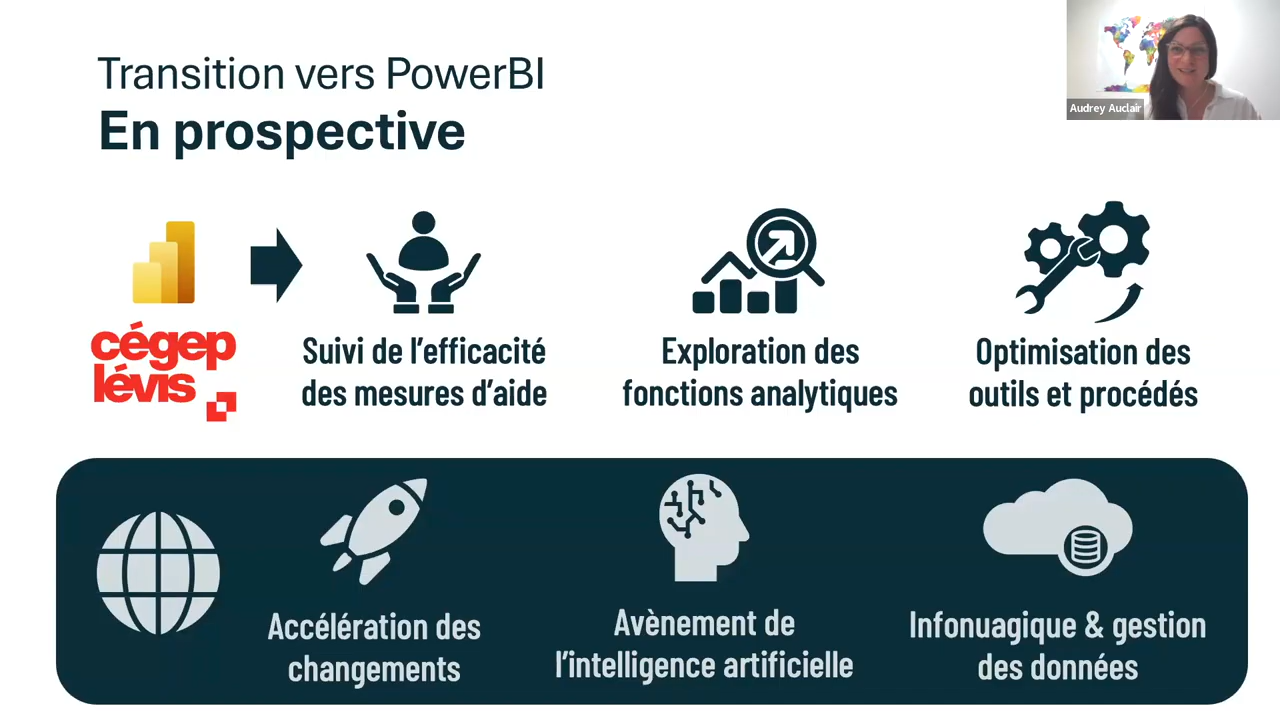 Transition vers PowerBI
En prospective
Audrey Auclair
cégep
lévis
Suivi de l'efficacité
des mesures d'aide
Exploration des
fonctions analytiques
Optimisation des
outils et procédés
Accélération des
changements
Avènement de
l'intelligence artificielle
Infonuagique & gestion
des données